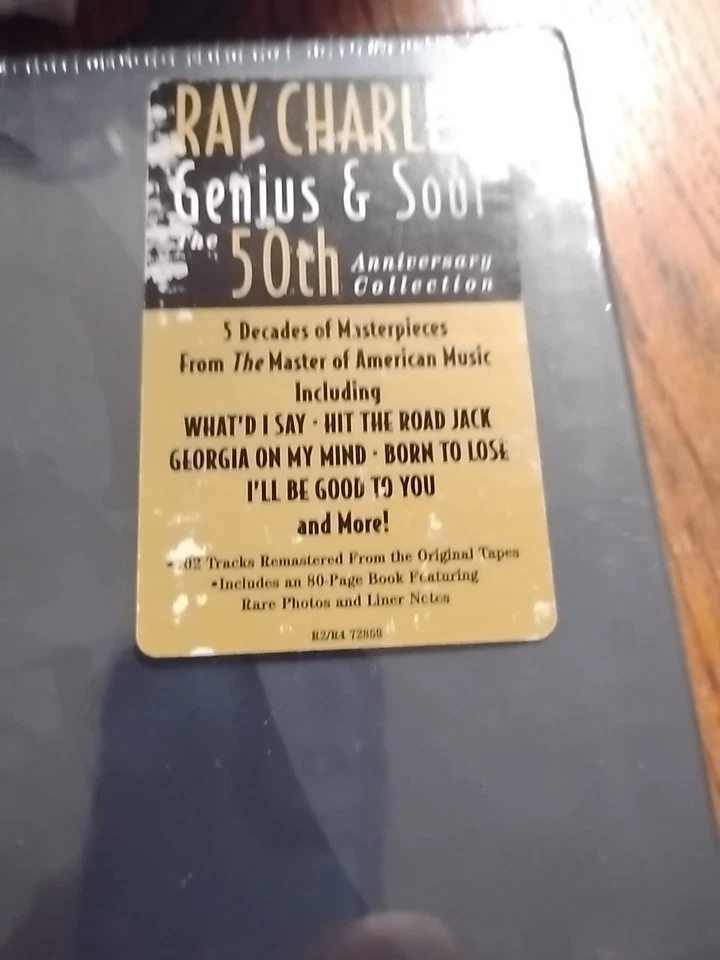 RAY CHARLES
Genius & Soul
The 50th Anniversary Collection
5 Decades of Masterpieces
From The Master of American Music
Including
WHAT'D I SAY · HIT THE ROAD JACK
GEORGIA ON MY MIND · BORN TO LOSE
I'LL BE GOOD TO YOU
and More!
•102 Tracks Remastered From the Original Tapes
•Includes an 80-Page Book Featuring
Rare Photos and Liner Notes
R2/R4 72859